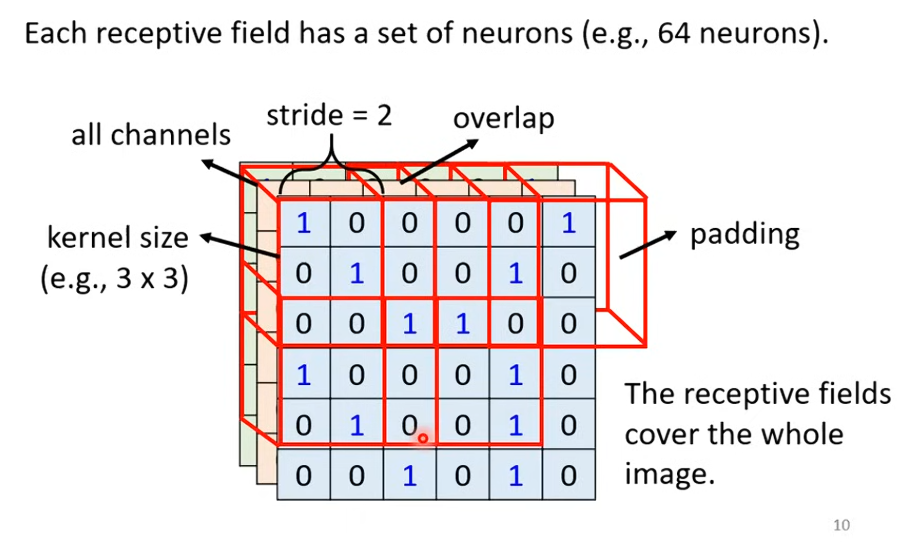 Each receptive field has a set of neurons (e.g., 64 neurons).
stride = 2
overlap
all channels
kernel size
(e.g., 3 x 3)
padding
1 0 0 0 0 1
0 1 0 0 1 0
0 0 1 1 0 0
1 0 0 0 1 0
0 1 0 0 1 0
0 0 1 0 1 0
The receptive fields
cover the whole
image.
10